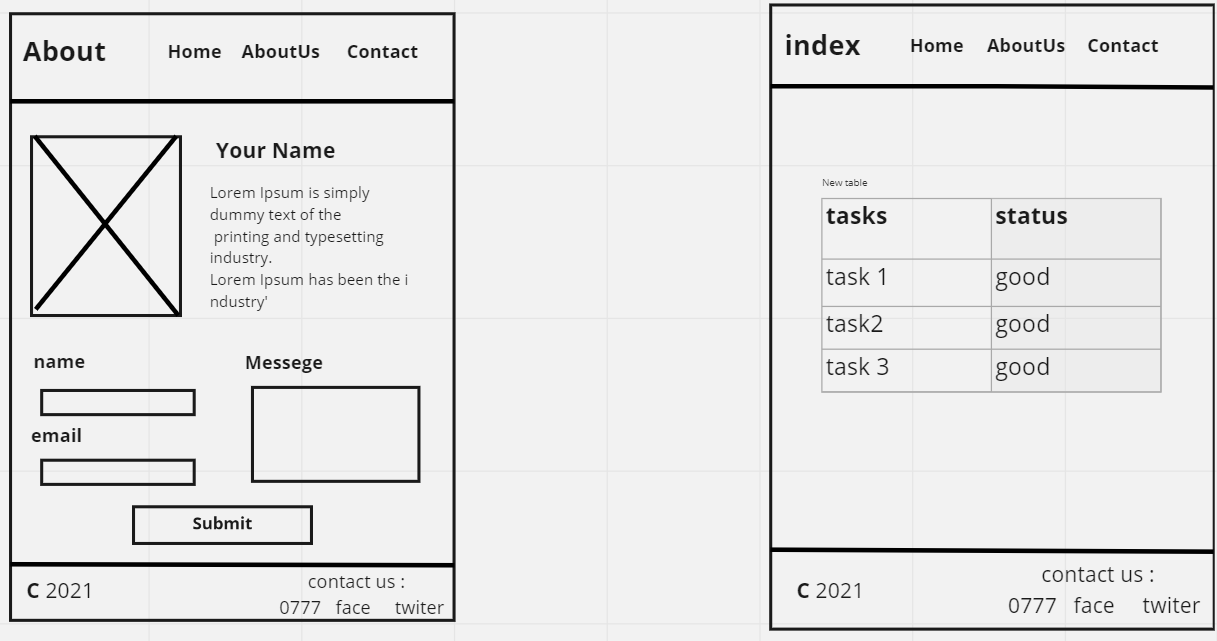 About Home AboutUs Contact
Your Name
Lorem Ipsum is simply
dummy text of the
printing and typesetting
industry.
Lorem Ipsum has been the i
ndustry'
name
Messege
email
Submit
C 2021
contact us :
0777 face twiter
index Home AboutUs Contact
New table
tasks status
task 1 good
task2 good
task 3 good
C 2021
contact us :
0777 face twiter